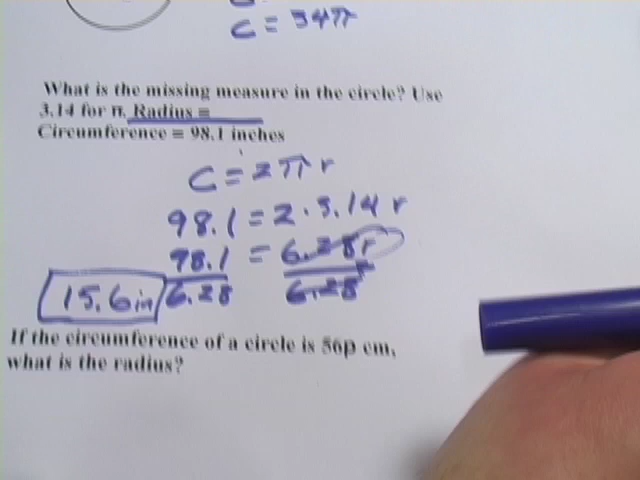 C = 34π
What is the missing measure in the circle? Use
3.14 for π. Radius =
Circumference = 98.1 inches
C = 2πr
98.1 = 2·3.14 r
98.1 = 6.28r
15.6in 6.28 6.28
If the circumference of a circle is 56p cm,
what is the radius?